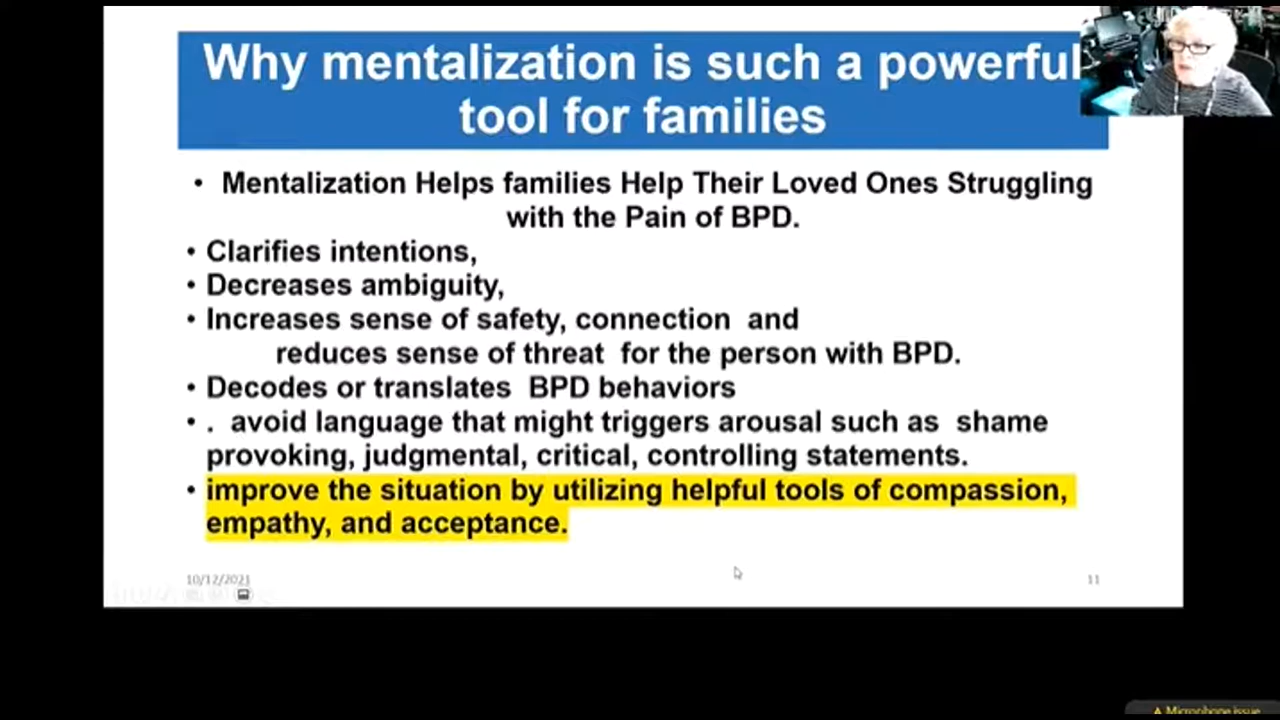 Why mentalization is such a powerful
tool for families
• Mentalization Helps families Help Their Loved Ones Struggling
with the Pain of BPD.
• Clarifies intentions,
• Decreases ambiguity,
• Increases sense of safety, connection and
reduces sense of threat for the person with BPD.
• Decodes or translates BPD behaviors
• . avoid language that might triggers arousal such as shame
provoking, judgmental, critical, controlling statements.
• improve the situation by utilizing helpful tools of compassion,
empathy, and acceptance.
10/12/2021
11
Microphone issue